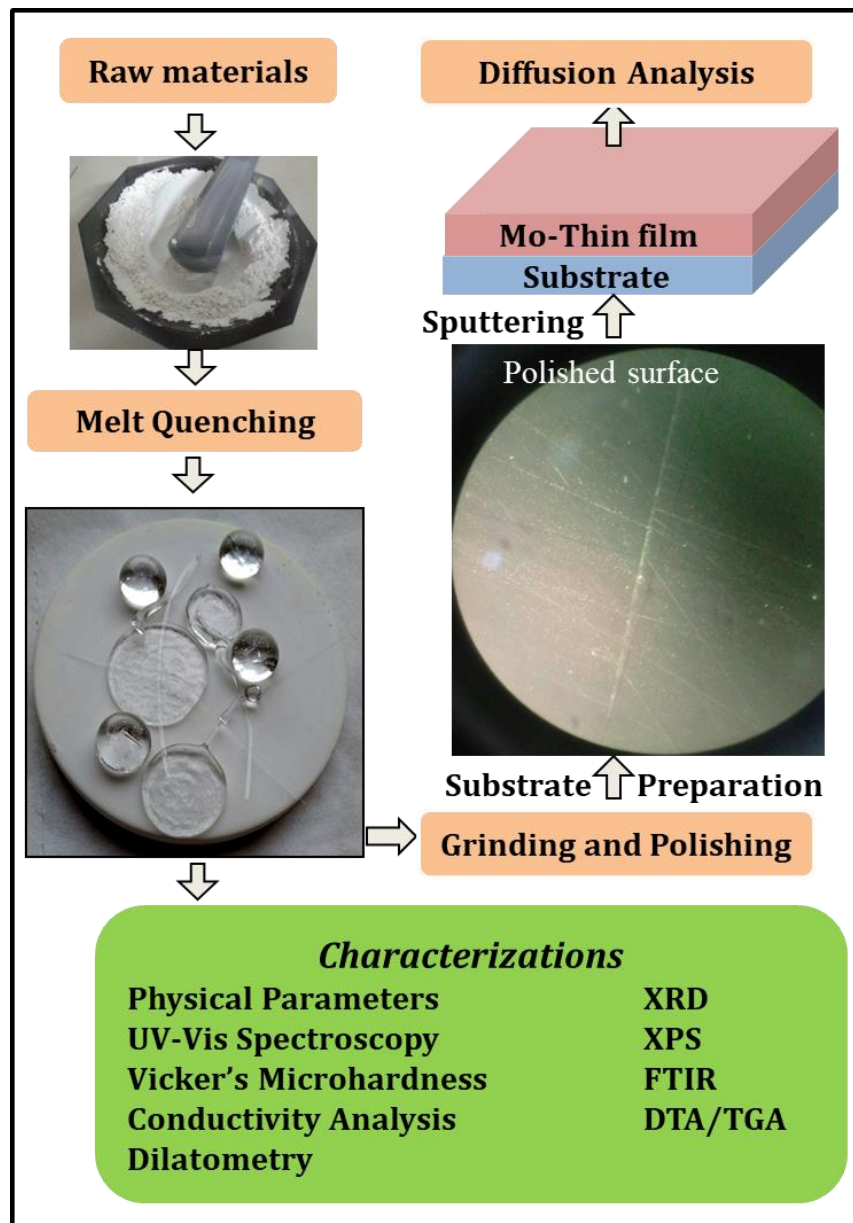 Raw materials
Melt Quenching
Diffusion Analysis
Mo-Thin film
Substrate
Sputtering
Polished surface
Substrate Preparation
Grinding and Polishing
Characterizations
Physical Parameters
UV-Vis Spectroscopy
Vicker's Microhardness
Conductivity Analysis
Dilatometry
XRD
XPS
FTIR
DTA/TGA